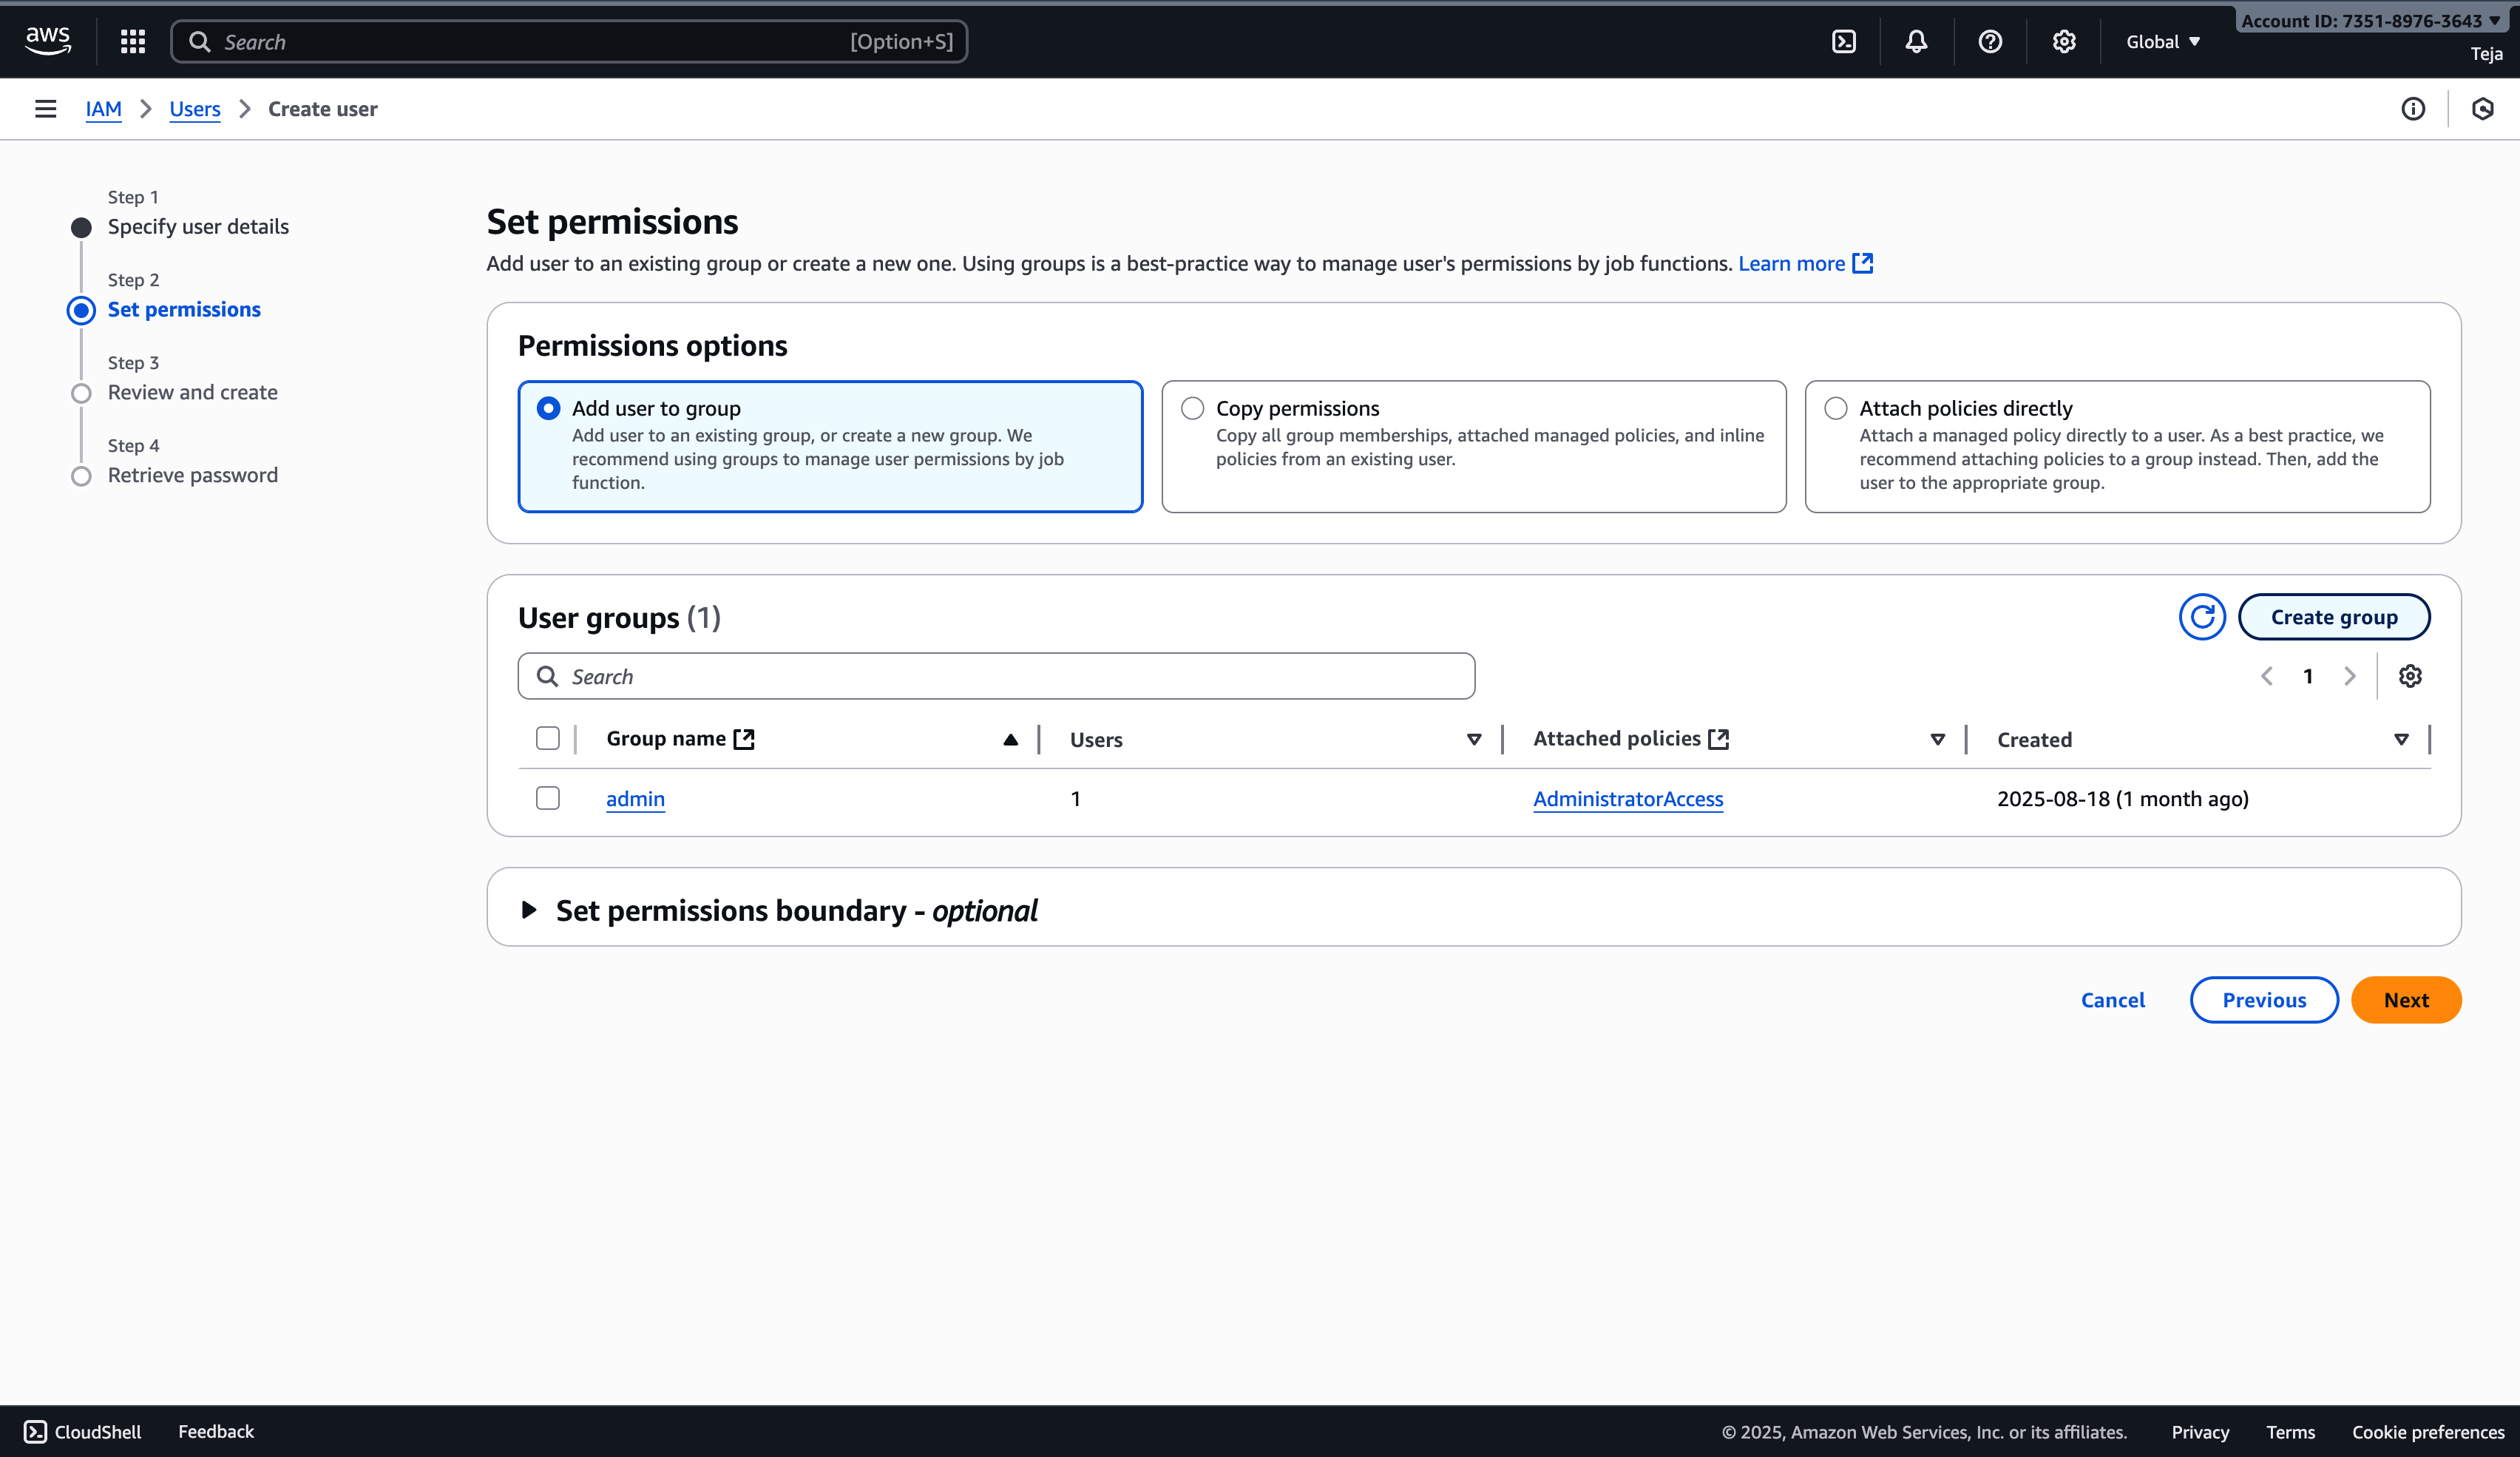 aws
Search
[Option+S]
Global
Account ID: 7351-8976-3643
Teja
IAM
Users
Create user
Step 1
Specify user details
Step 2
Set permissions
Step 3
Review and create
Step 4
Retrieve password
Set permissions
Add user to an existing group or create a new one. Using groups is a best-practice way to manage user's permissions by job functions. Learn more
Permissions options
Add user to group
Add user to an existing group, or create a new group. We
recommend using groups to manage user permissions by job
function.
Copy permissions
Copy all group memberships, attached managed policies, and inline
policies from an existing user.
Attach policies directly
Attach a managed policy directly to a user. As a best practice, we
recommend attaching policies to a group instead. Then, add the
user to the appropriate group.
User groups (1)
Create group
Search
1
Group name
Users
Attached policies
Created
admin
1
AdministratorAccess
2025-08-18 (1 month ago)
Set permissions boundary - optional
Cancel
Previous
Next
CloudShell
Feedback
© 2025, Amazon Web Services, Inc. or its affiliates.
Privacy
Terms
Cookie preferences